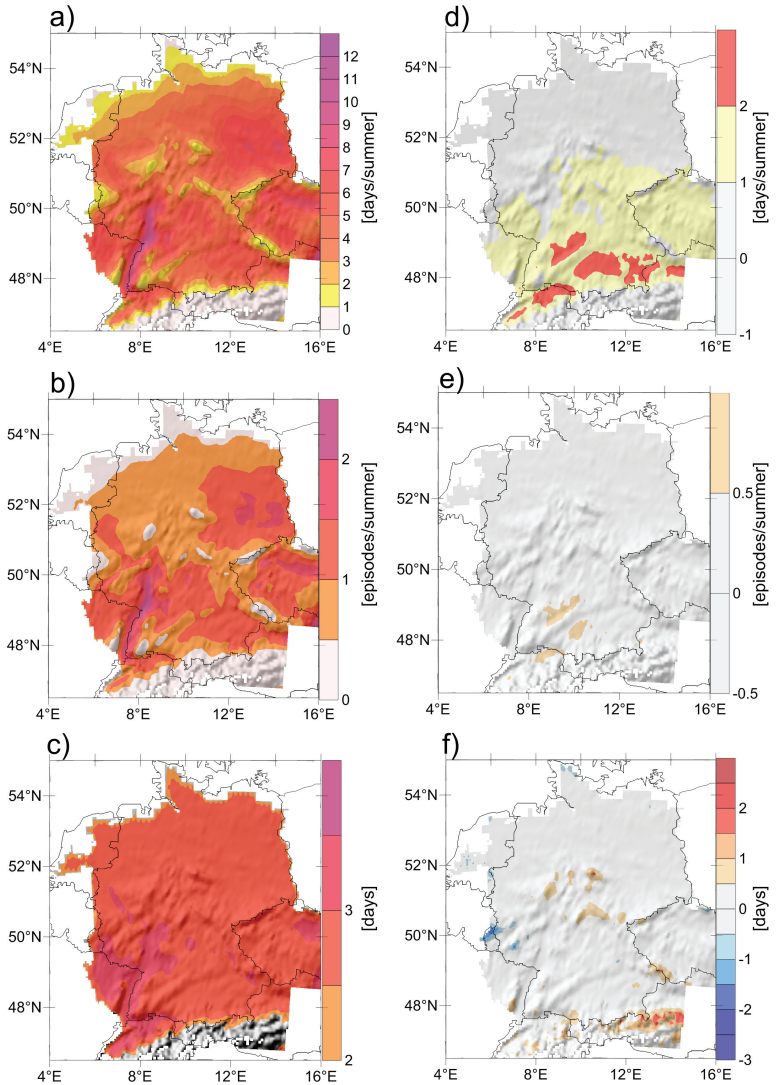 a)
54°N
52°N
50°N
48°N
4°E 8°E 12°E 16°E
13
12
11
10
9
8
7
6
5
4
3
2
1
0
[days/summer]
d)
54°N
52°N
50°N
48°N
4°E 8°E 12°E 16°E
2
1
0
-1
[days/summer]
b)
54°N
52°N
50°N
48°N
4°E 8°E 12°E 16°E
2
1
0
[episodes/summer]
e)
54°N
52°N
50°N
48°N
4°E 8°E 12°E 16°E
0.5
0
-0.5
[episodes/summer]
c)
54°N
52°N
50°N
48°N
4°E 8°E 12°E 16°E
3
2
[days]
f)
54°N
52°N
50°N
48°N
4°E 8°E 12°E 16°E
2
1
0
-1
-2
-3
[days]